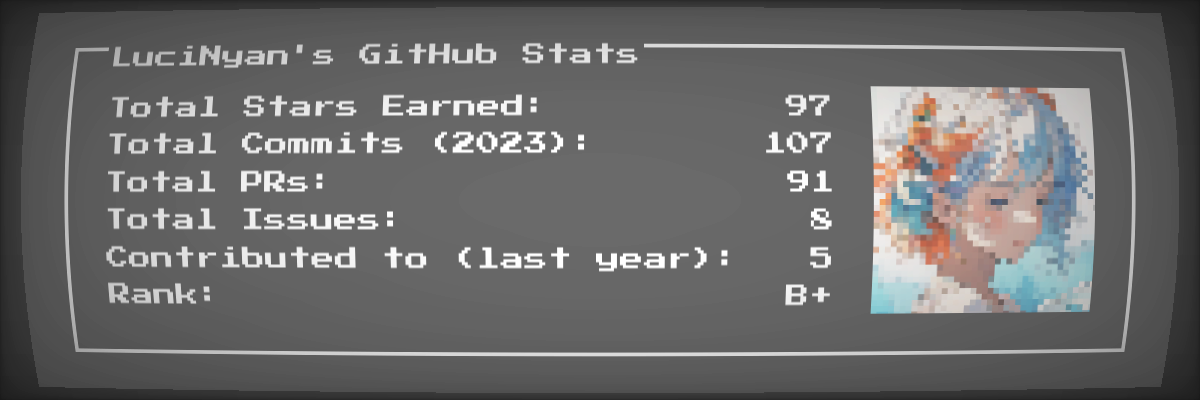 LuciNyan's GitHub Stats
Total Stars Earned: 97
Total Commits (2023): 107
Total PRs: 91
Total Issues: 8
Contributed to (last year): 5
Rank: B+